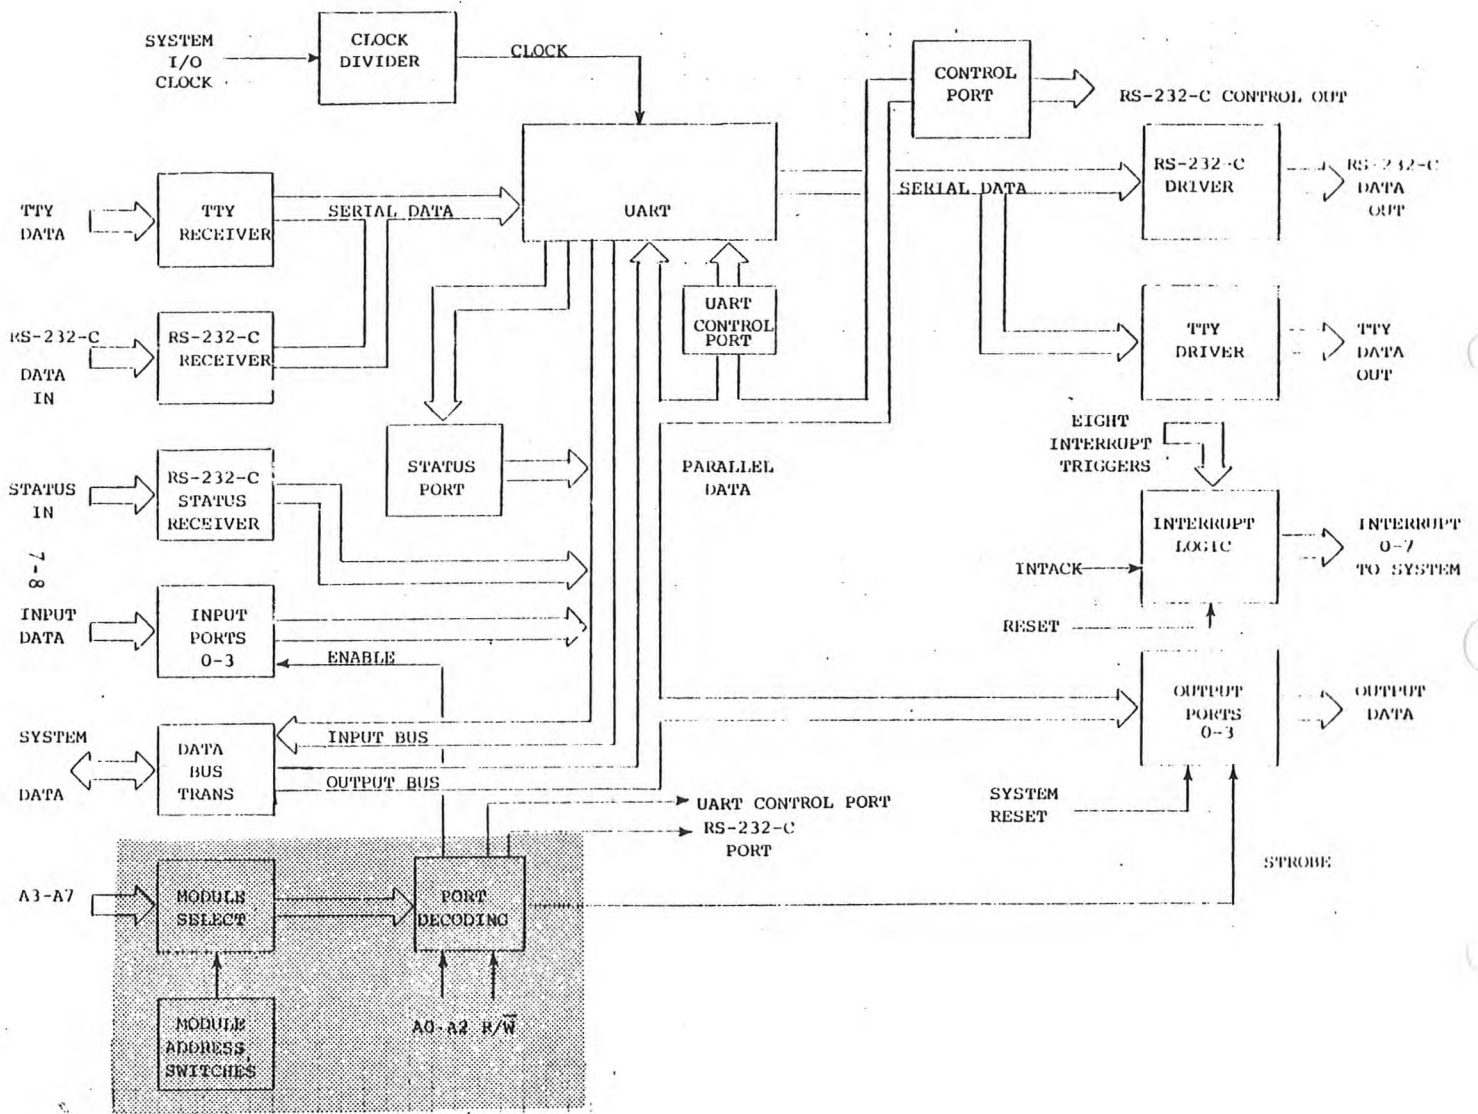 SYSTEM
I/O
CLOCK
CLOCK
DIVIDER
CLOCK
CONTROL
PORT
RS-232-C CONTROL OUT
TTY
DATA
TTY
RECEIVER
SERIAL DATA
UART
SERIAL DATA
RS-232-C
DRIVER
RS-232-C
DATA
OUT
RS-232-C
DATA
IN
RS-232-C
RECEIVER
UART
CONTROL
PORT
TTY
DRIVER
TTY
DATA
OUT
STATUS
IN
RS-232-C
STATUS
RECEIVER
STATUS
PORT
PARALLEL
DATA
EIGHT
INTERRUPT
TRIGGERS
INTACK
RESET
INTERRUPT
LOGIC
INTERRUPT
0-7
TO SYSTEM
7-8
INPUT
DATA
INPUT
PORTS
0-3
ENABLE
OUTPUT
PORTS
0-3
OUTPUT
DATA
SYSTEM
DATA
DATA
BUS
TRANS
INPUT BUS
OUTPUT BUS
UART CONTROL PORT
RS-232-C
PORT
SYSTEM
RESET
STROBE
A3-A7
MODULE
SELECT
PORT
DECODING
MODULE
ADDRESS
SWITCHES
A0-A2 R/W̅